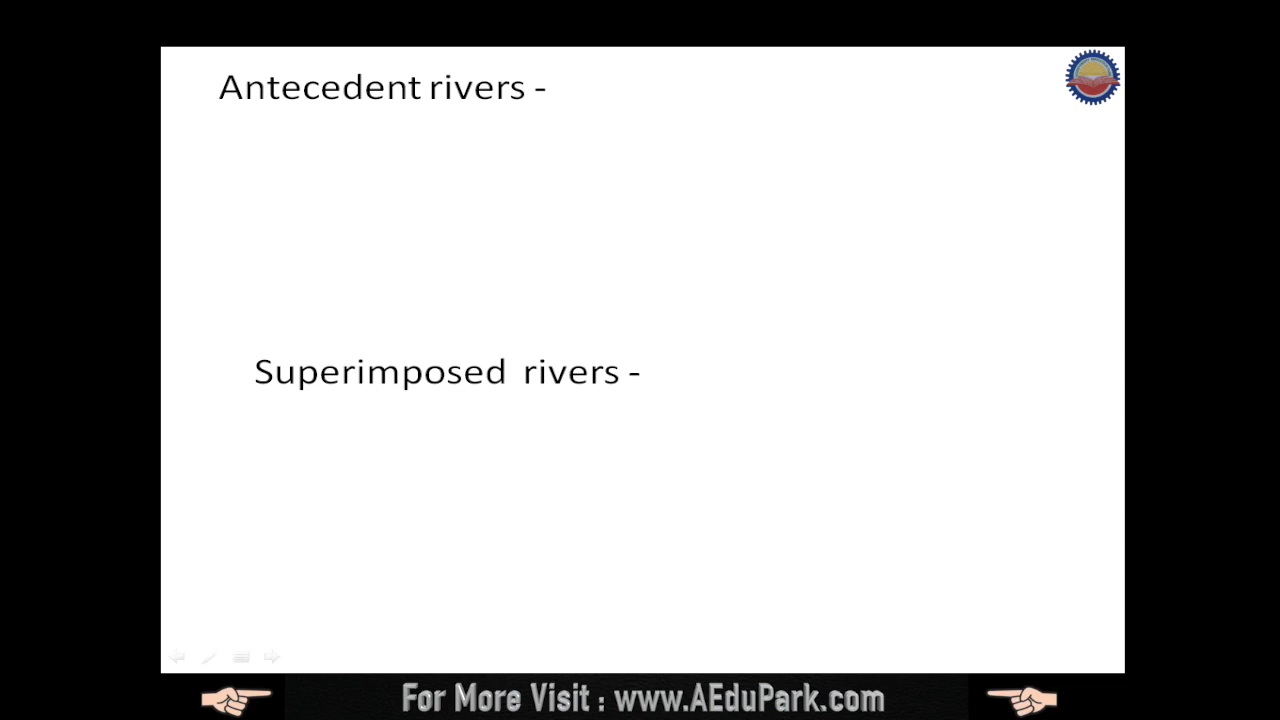 Antecedent rivers -
Superimposed rivers -
For More Visit : www.AEduPark.com